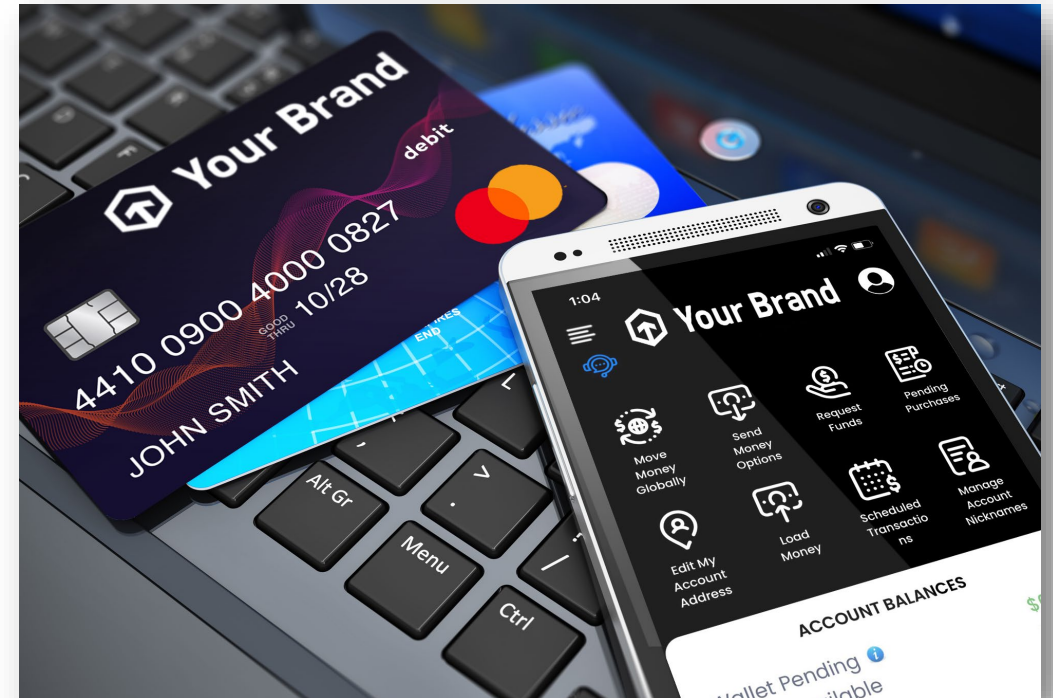 Your Brand
debit
4410 0900 4000 0827
GOOD
THRU 10/28
JOHN SMITH
END
Alt Gr
Menu
Ctrl
L
>
.
/
1:04
Your Brand
Move
Money
Globally
Send
Money
Options
Request
Funds
Pending
Purchases
Edit My
Account
Address
Load
Money
Scheduled
Transactio
ns
Manage
Account
Nicknames
ACCOUNT BALANCES
Wallet Pending